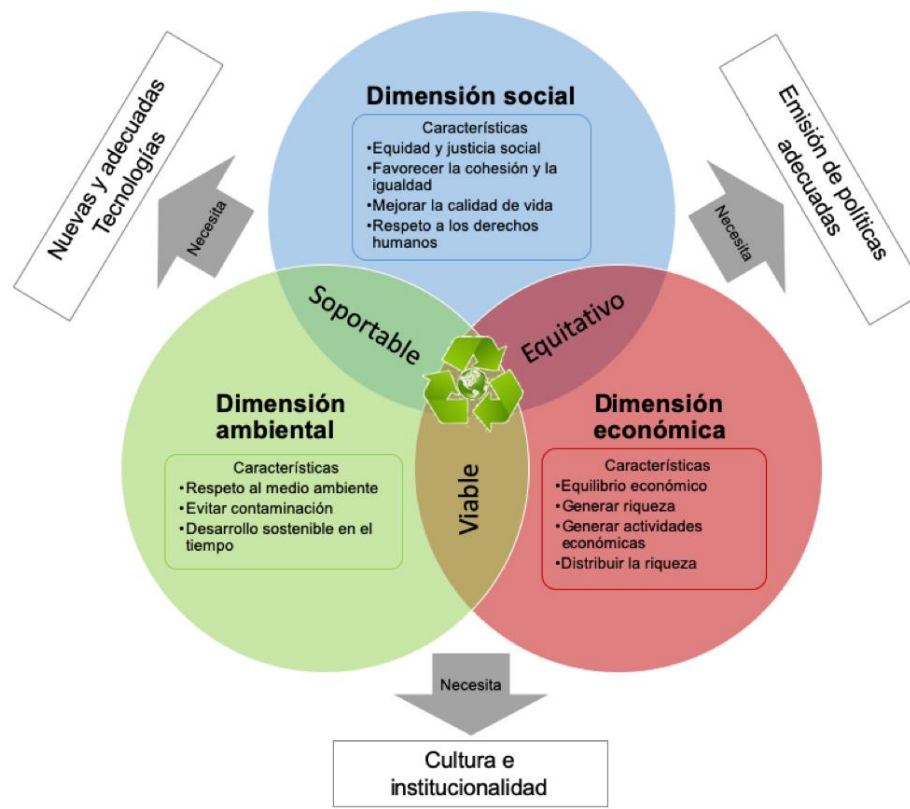 Dimensión social
Características
•Equidad y justicia social
•Favorecer la cohesión y la
igualdad
•Mejorar la calidad de vida
•Respeto a los derechos
humanos
Nuevas y adecuadas
Tecnologías
Necesita
Emisión de políticas
adecuadas
Necesita
Soportable
Equitativo
Dimensión
ambiental
Características
•Respeto al medio ambiente
•Evitar contaminación
•Desarrollo sostenible en el
tiempo
Viable
Dimensión
económica
Características
•Equilibrio económico
•Generar riqueza
•Generar actividades
económicas
•Distribuir la riqueza
Necesita
Cultura e
institucionalidad